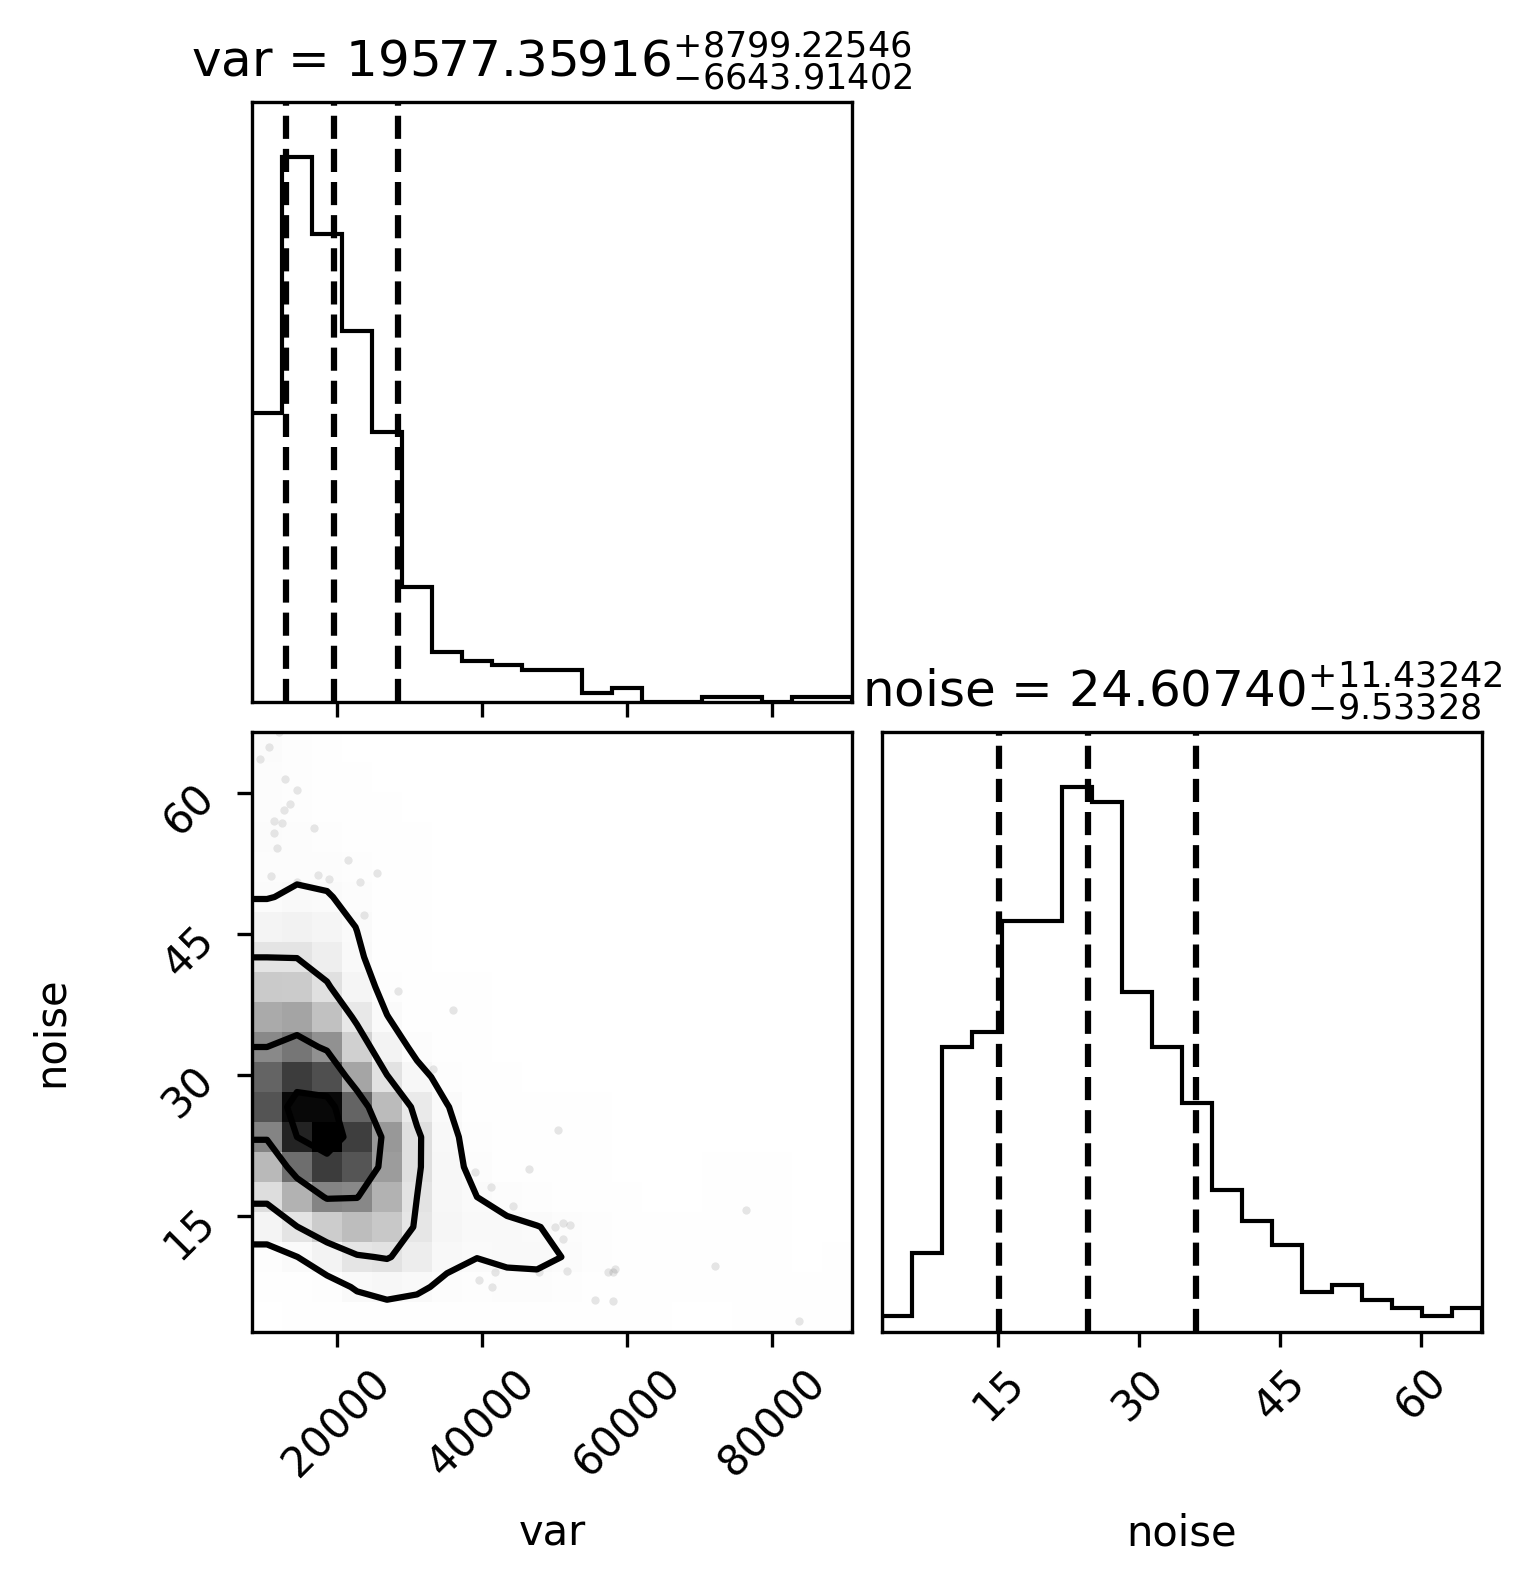 var = 19577.35916 +8799.22546 −6643.91402
noise = 24.60740 +11.43242 −9.53328
60
45
30
15
noise
20000 40000 60000 80000
15 30 45 60
var
noise